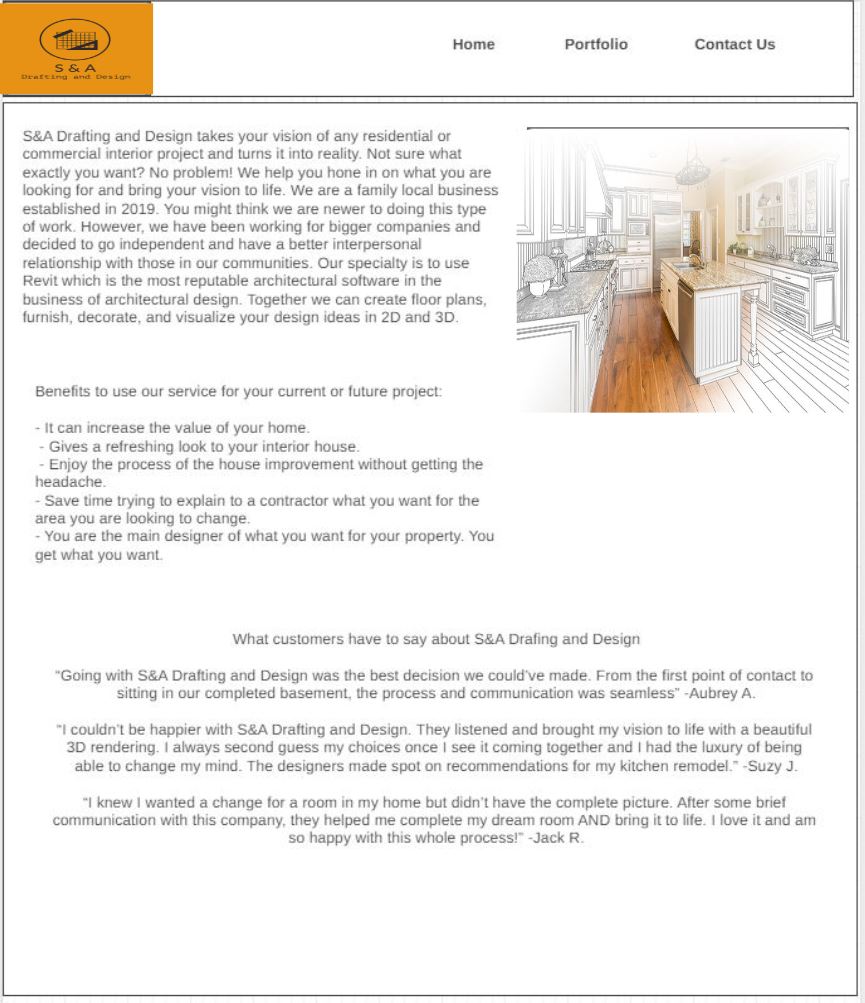 S & A
Drafting and Design
Home
Portfolio
Contact Us
S&A Drafting and Design takes your vision of any residential or
commercial interior project and turns it into reality. Not sure what
exactly you want? No problem! We help you hone in on what you are
looking for and bring your vision to life. We are a family local business
established in 2019. You might think we are newer to doing this type
of work. However, we have been working for bigger companies and
decided to go independent and have a better interpersonal
relationship with those in our communities. Our specialty is to use
Revit which is the most reputable architectural software in the
business of architectural design. Together we can create floor plans,
furnish, decorate, and visualize your design ideas in 2D and 3D.
Benefits to use our service for your current or future project:
- It can increase the value of your home.
- Gives a refreshing look to your interior house.
- Enjoy the process of the house improvement without getting the
headache.
- Save time trying to explain to a contractor what you want for the
area you are looking to change.
- You are the main designer of what you want for your property. You
get what you want.
What customers have to say about S&A Drafing and Design
“Going with S&A Drafting and Design was the best decision we could’ve made. From the first point of contact to
sitting in our completed basement, the process and communication was seamless” -Aubrey A.
“I couldn’t be happier with S&A Drafting and Design. They listened and brought my vision to life with a beautiful
3D rendering. I always second guess my choices once I see it coming together and I had the luxury of being
able to change my mind. The designers made spot on recommendations for my kitchen remodel.” -Suzy J.
“I knew I wanted a change for a room in my home but didn’t have the complete picture. After some brief
communication with this company, they helped me complete my dream room AND bring it to life. I love it and am
so happy with this whole process!” -Jack R.